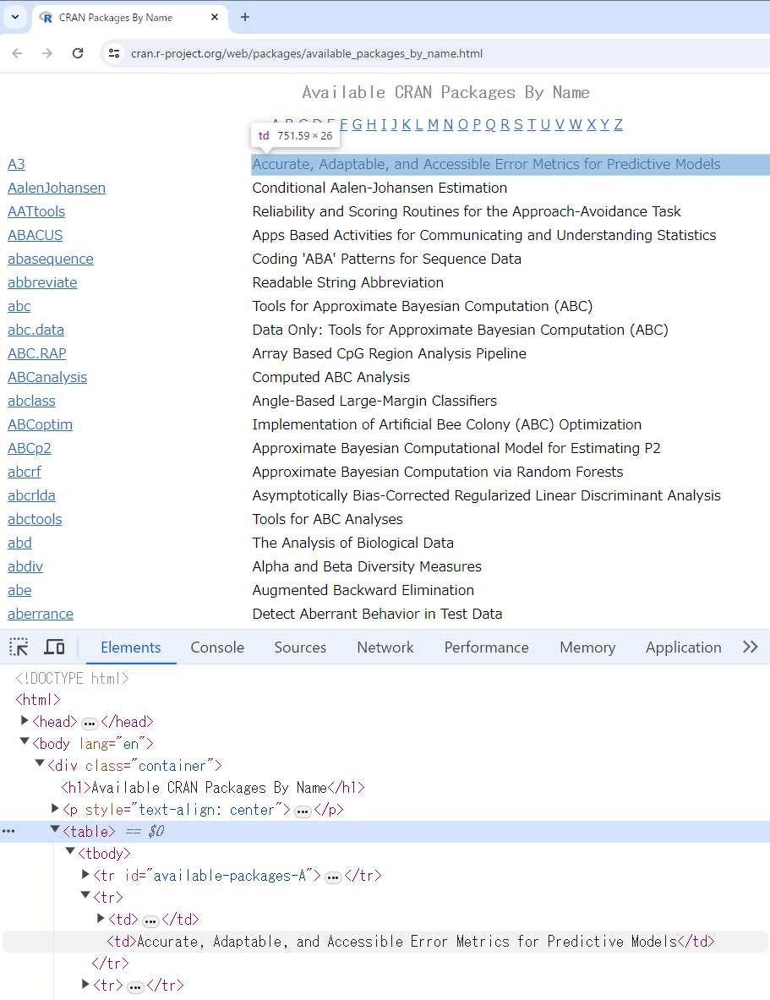 CRAN Packages By Name
cran.r-project.org/web/packages/available_packages_by_name.html
Available CRAN Packages By Name
A B C D E F G H I J K L M N O P Q R S T U V W X Y Z
td 751.59 × 26
A3 Accurate, Adaptable, and Accessible Error Metrics for Predictive Models
AalenJohansen Conditional Aalen-Johansen Estimation
AATtools Reliability and Scoring Routines for the Approach-Avoidance Task
ABACUS Apps Based Activities for Communicating and Understanding Statistics
abasequence Coding 'ABA' Patterns for Sequence Data
abbreviate Readable String Abbreviation
abc Tools for Approximate Bayesian Computation (ABC)
abc.data Data Only: Tools for Approximate Bayesian Computation (ABC)
ABC.RAP Array Based CpG Region Analysis Pipeline
ABCanalysis Computed ABC Analysis
abclass Angle-Based Large-Margin Classifiers
ABCoptim Implementation of Artificial Bee Colony (ABC) Optimization
ABCp2 Approximate Bayesian Computational Model for Estimating P2
abcrf Approximate Bayesian Computation via Random Forests
abcrlda Asymptotically Bias-Corrected Regularized Linear Discriminant Analysis
abctools Tools for ABC Analyses
abd The Analysis of Biological Data
abdiv Alpha and Beta Diversity Measures
abe Augmented Backward Elimination
aberrance Detect Aberrant Behavior in Test Data
Elements Console Sources Network Performance Memory Application
<!DOCTYPE html>
<html>
<head> … </head>
<body lang="en">
<div class="container">
<h1>Available CRAN Packages By Name</h1>
<p style="text-align: center"> … </p>
<table> == $0
<tbody>
<tr id="available-packages-A"> … </tr>
<tr>
<td> … </td>
<td>Accurate, Adaptable, and Accessible Error Metrics for Predictive Models</td>
</tr>
<tr> … </tr>